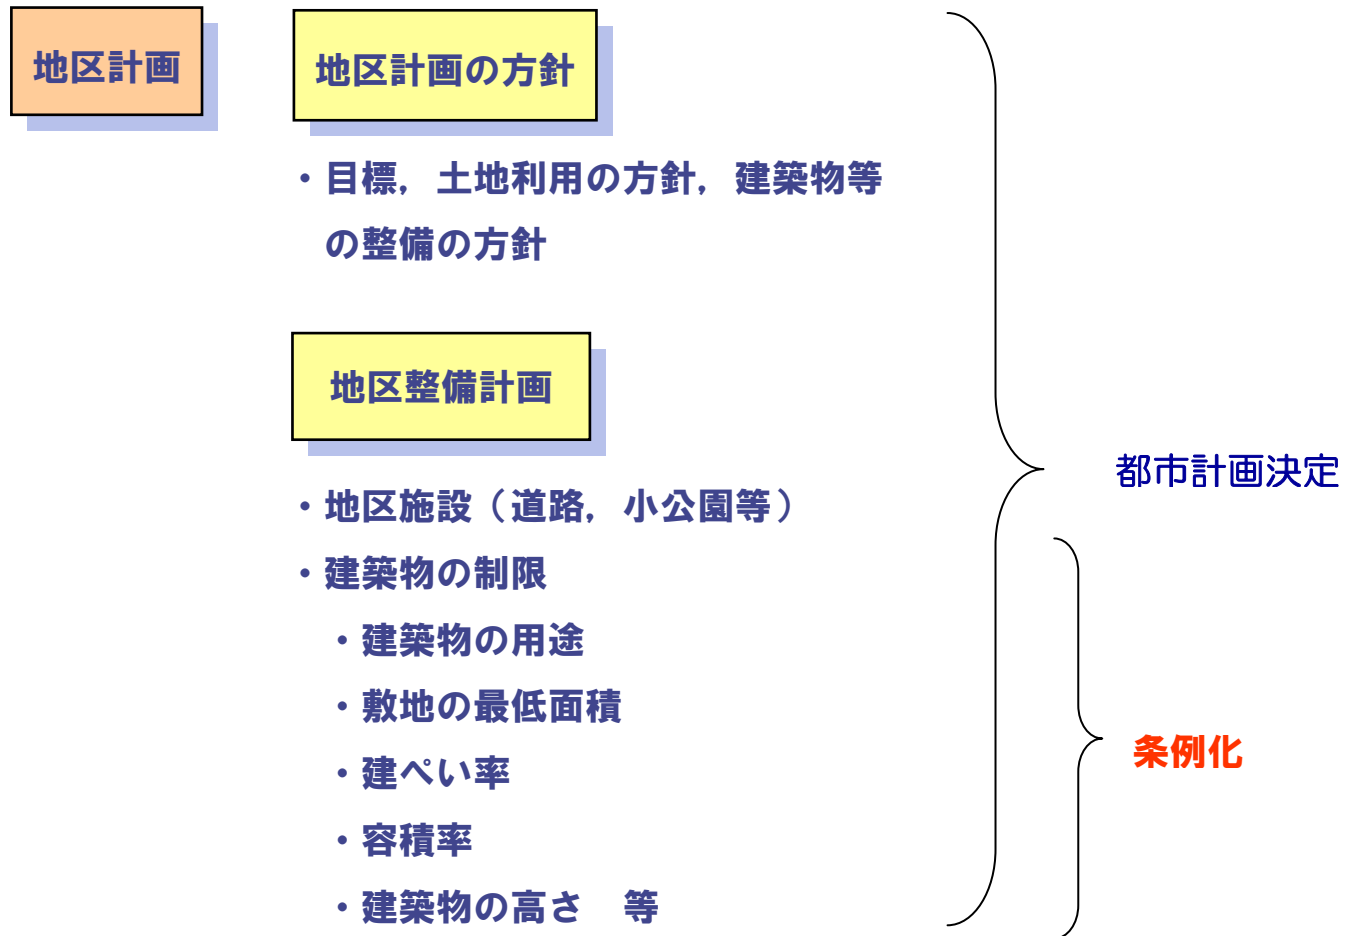 地区計画
地区計画の方針
・目標，土地利用の方針，建築物等
の整備の方針
地区整備計画
・地区施設（道路，小公園等）
・建築物の制限
・建築物の用途
・敷地の最低面積
・建ぺい率
・容積率
・建築物の高さ　等
都市計画決定
条例化